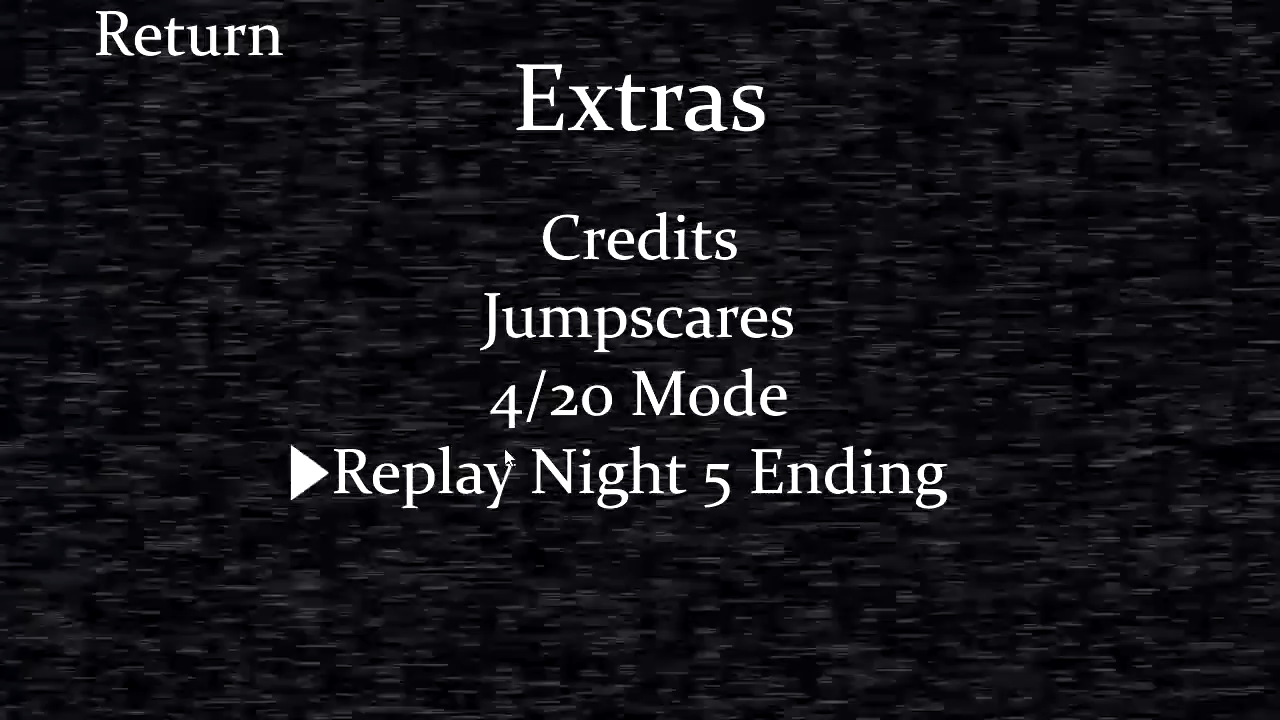 Return
Extras
Credits
Jumpscares
4/20 Mode
Replay Night 5 Ending